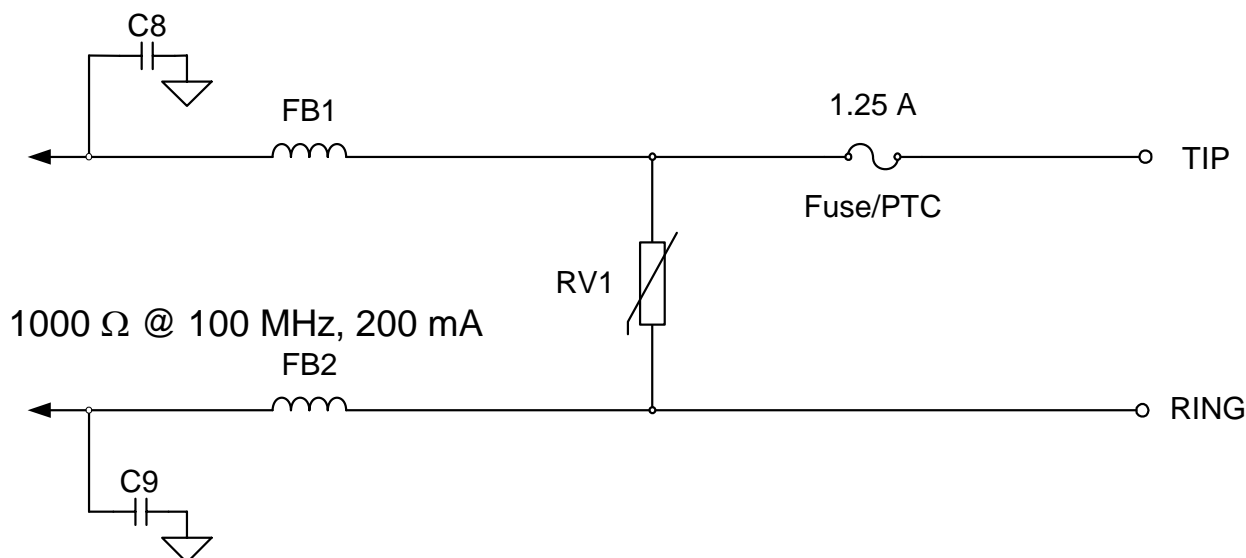 C8
FB1
1.25 A
TIP
Fuse/PTC
RV1
1000 Ω @ 100 MHz, 200 mA
FB2
RING
C9